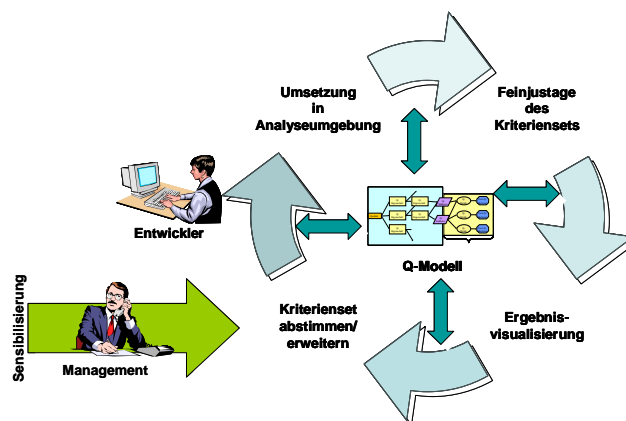 Umsetzung
in
Analyseumgebung
Feinjustage
des
Kriteriensets
Entwickler
Q-Modell
Sensibilisierung
Management
Kriterienset
abstimmen/
erweitern
Ergebnis-
visualisierung